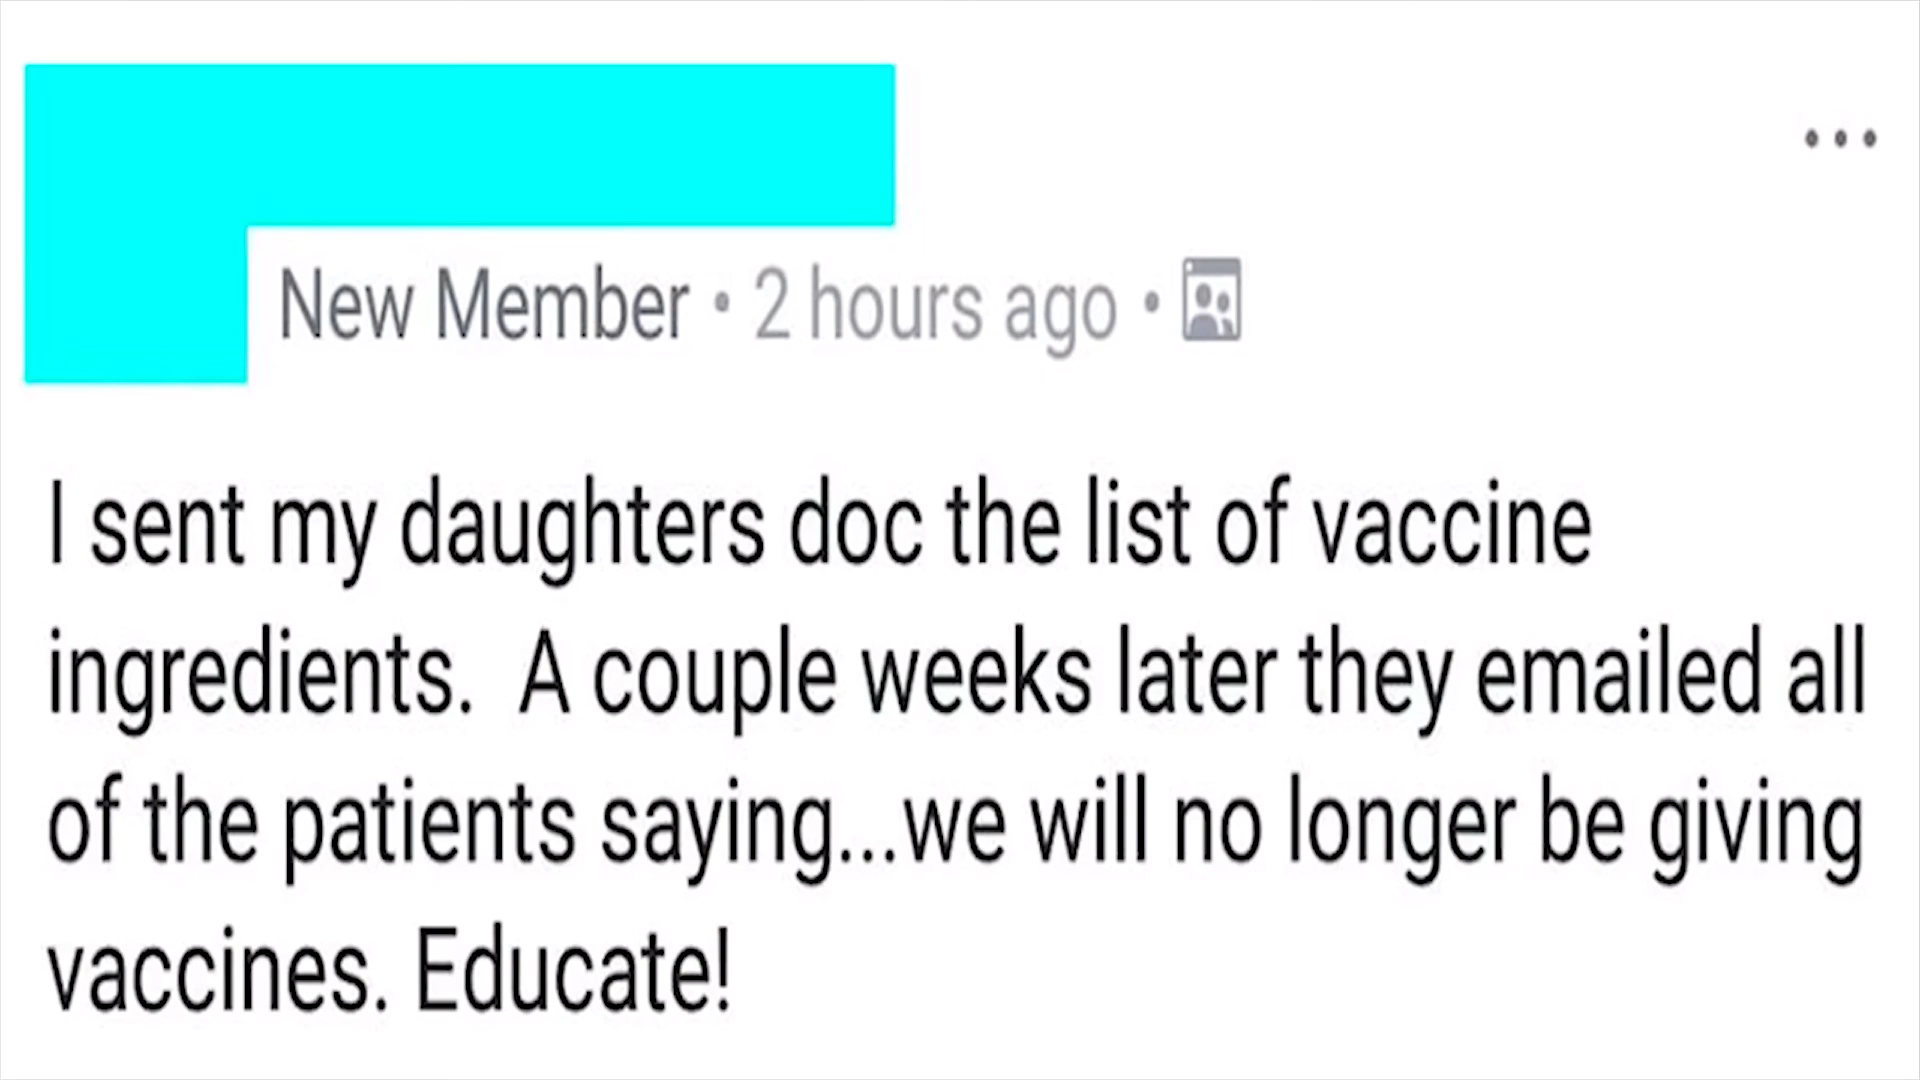 New Member • 2 hours ago •
I sent my daughters doc the list of vaccine
ingredients.  A couple weeks later they emailed all
of the patients saying...we will no longer be giving
vaccines. Educate!